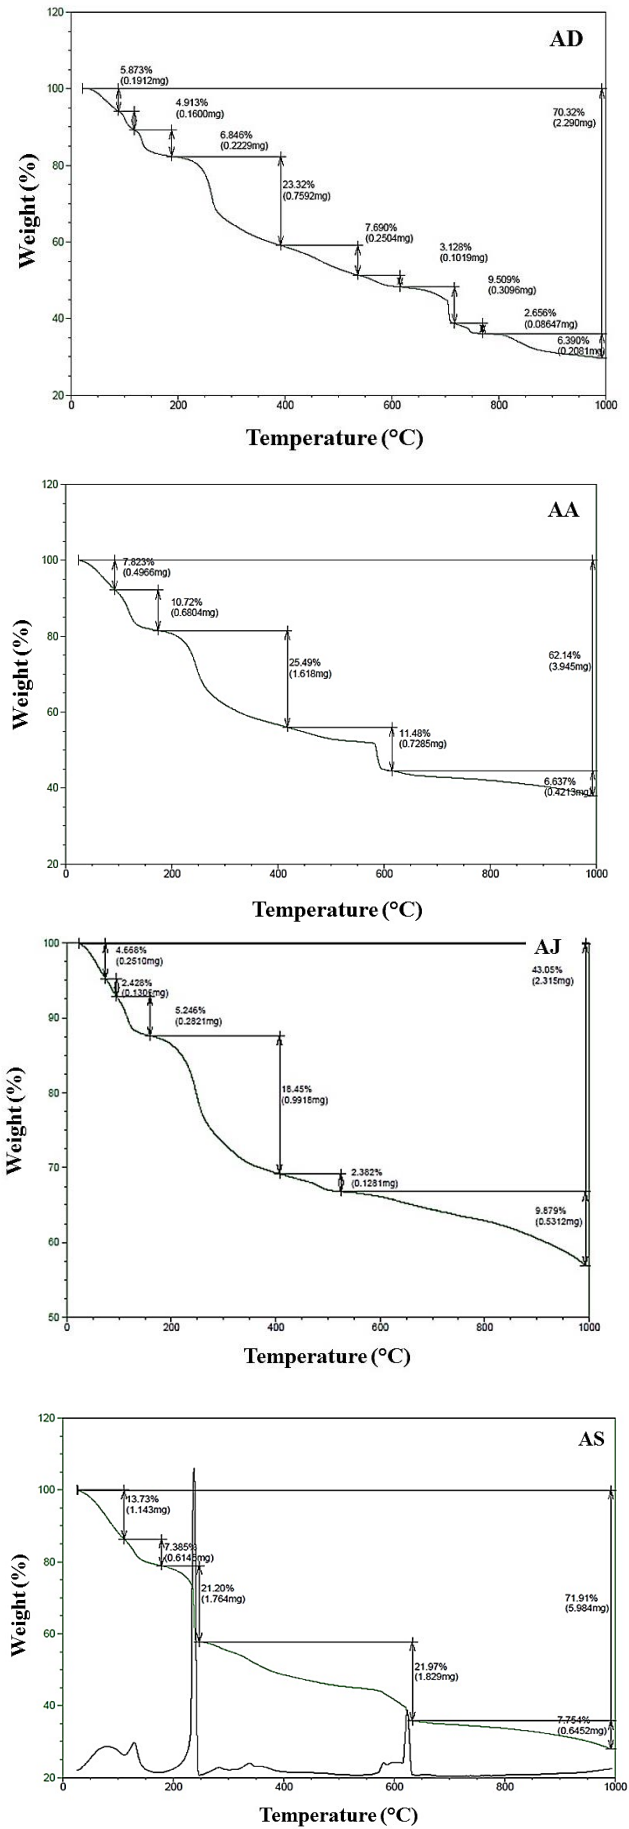 120
AD
100
5.873%
(0.1912mg)
4.913%
(0.1600mg)
70.32%
(2.290mg)
6.846%
(0.2229mg)
80
23.32%
(0.7592mg)
7.690%
(0.2504mg)
60
3.128%
(0.1019mg)
9.509%
(0.3096mg)
2.656%
(0.08647mg)
6.390%
(0.2081mg)
40
20
0
200
400
600
800
1000
Weight (%)
Temperature (°C)
120
AA
100
7.823%
(0.4966mg)
10.72%
(0.6804mg)
80
25.49%
(1.618mg)
62.14%
(3.945mg)
60
11.48%
(0.7285mg)
6.637%
(0.4213mg)
40
20
0
200
400
600
800
1000
Weight (%)
Temperature (°C)
100
AJ
4.668%
(0.2510mg)
43.05%
(2.315mg)
2.428%
90
5.246%
(0.2821mg)
80
18.45%
(0.9918mg)
70
2.382%
(0.1281mg)
9.879%
(0.5312mg)
60
50
0
200
400
600
800
1000
Weight (%)
Temperature (°C)
120
AS
100
13.73%
(1.143mg)
7.385%
80
21.20%
(1.764mg)
71.91%
(5.984mg)
60
21.97%
(1.829mg)
7.754%
(0.6452mg)
40
20
0
200
400
600
800
1000
Weight (%)
Temperature (°C)